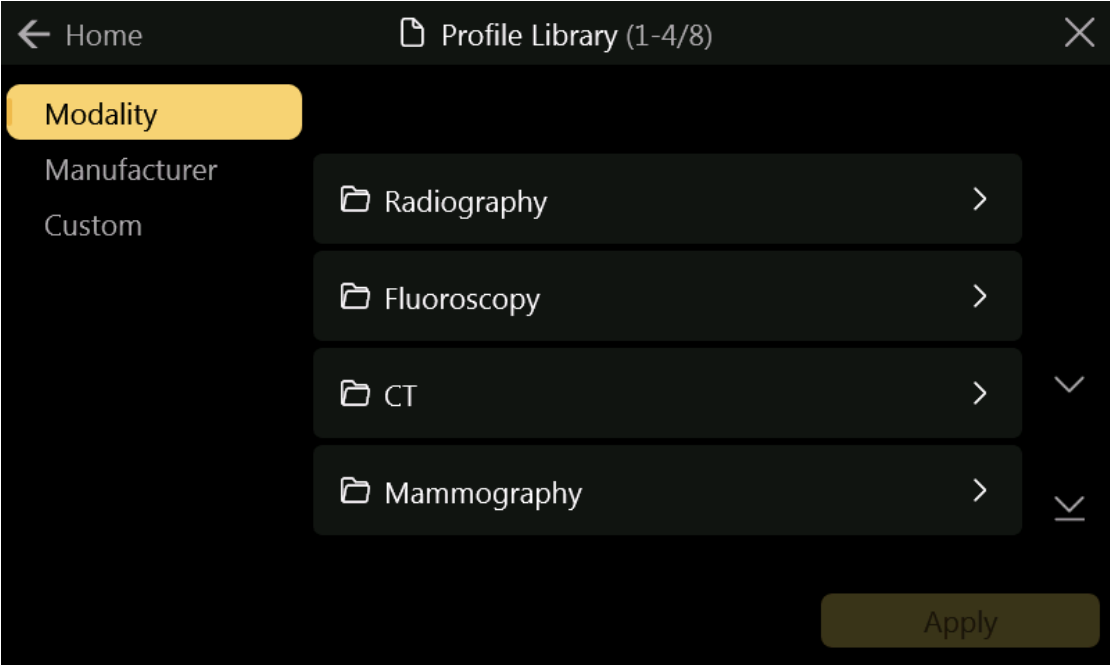 Home
Profile Library (1-4/8)
Modality
Manufacturer
Custom
Radiography
Fluoroscopy
CT
Mammography
Apply